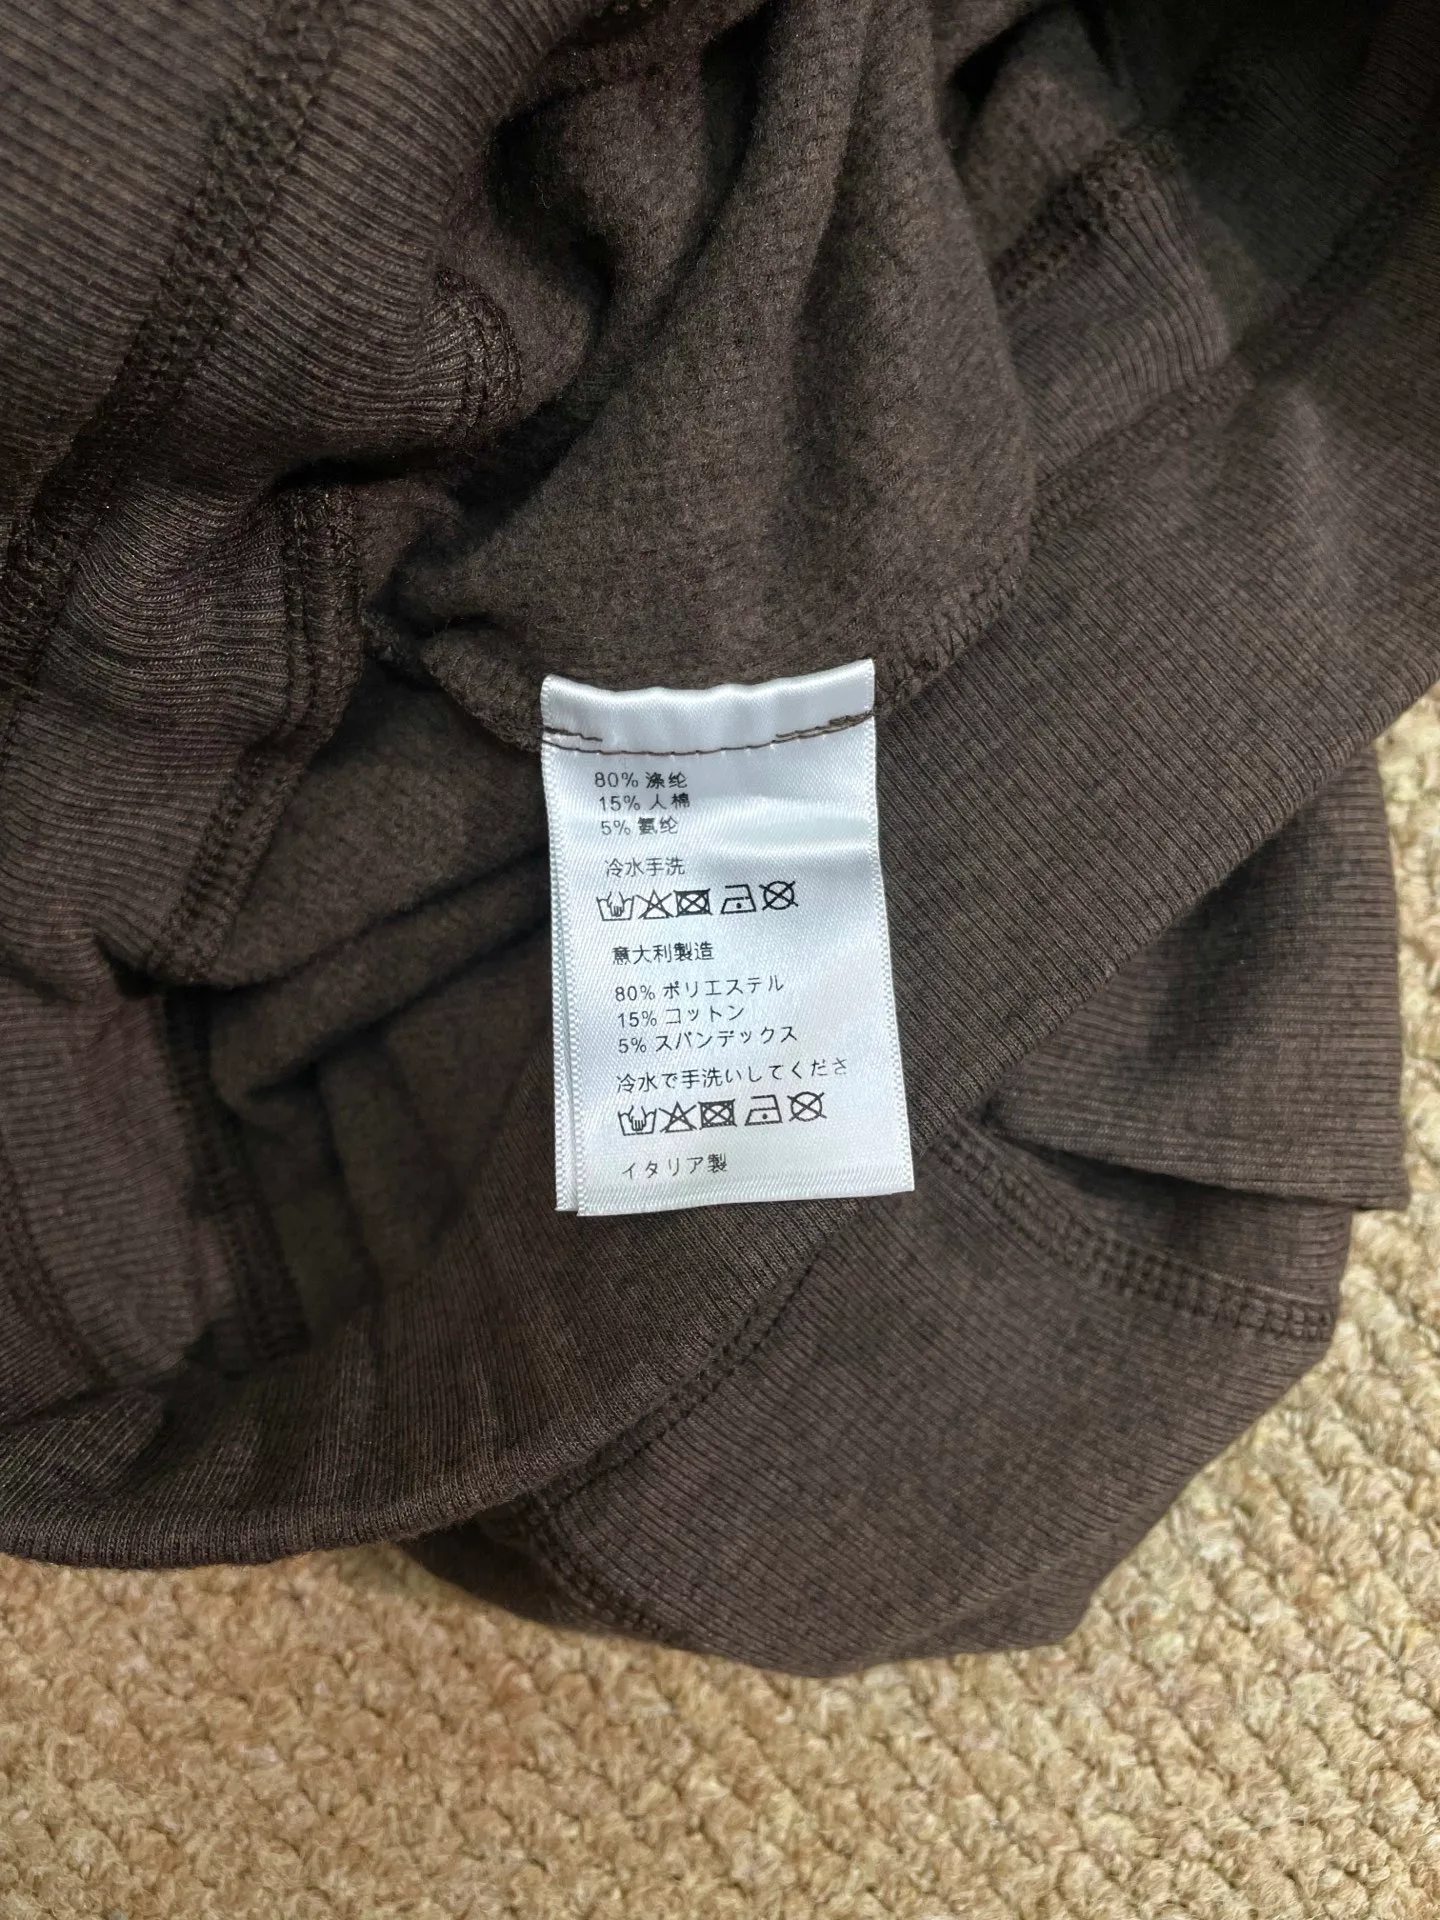 80% 涤纶
15% 人棉
5% 氨纶
冷水手洗
意大利製造
80% ポリエステル
15% コットン
5% スパンデックス
冷水で手洗いしてくださ
イタリア製